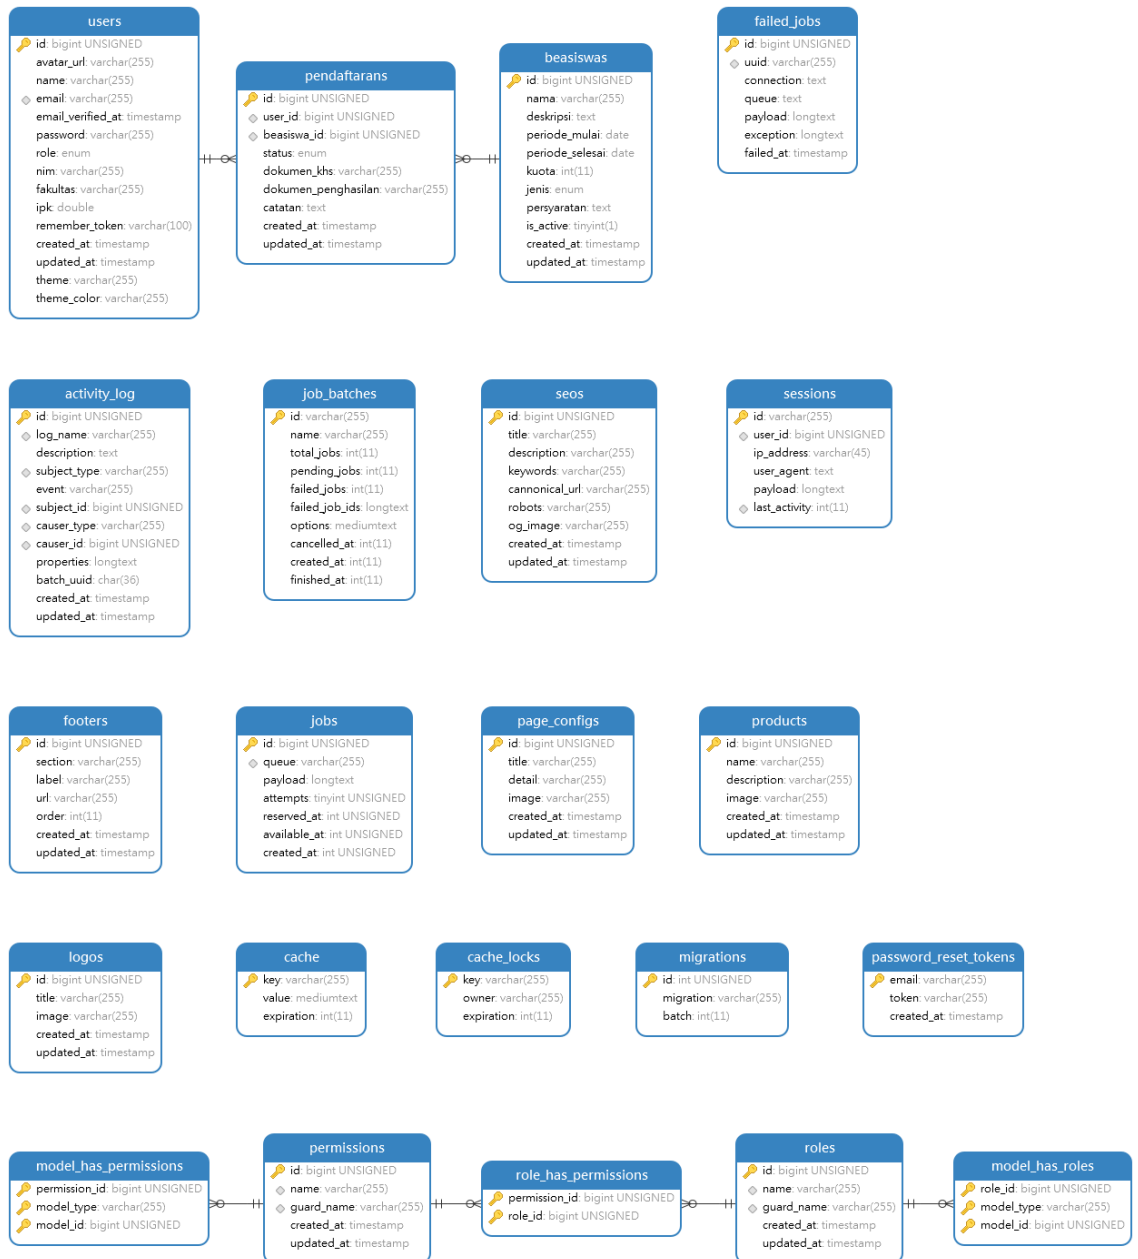 users
id: bigint UNSIGNED
avatar_url: varchar(255)
name: varchar(255)
email: varchar(255)
email_verified_at: timestamp
password: varchar(255)
role: enum
nim: varchar(255)
fakultas: varchar(255)
ipk: double
remember_token: varchar(100)
created_at: timestamp
updated_at: timestamp
theme: varchar(255)
theme_color: varchar(255)
pendaftarans
id: bigint UNSIGNED
user_id: bigint UNSIGNED
beasiswa_id: bigint UNSIGNED
status: enum
dokumen_khs: varchar(255)
dokumen_penghasilan: varchar(255)
catatan: text
created_at: timestamp
updated_at: timestamp
beasiswas
id: bigint UNSIGNED
nama: varchar(255)
deskripsi: text
periode_mulai: date
periode_selesai: date
kuota: int(11)
jenis: enum
persyaratan: text
is_active: tinyint(1)
created_at: timestamp
updated_at: timestamp
failed_jobs
id: bigint UNSIGNED
uuid: varchar(255)
connection: text
queue: text
payload: longtext
exception: longtext
failed_at: timestamp
activity_log
id: bigint UNSIGNED
log_name: varchar(255)
description: text
subject_type: varchar(255)
event: varchar(255)
subject_id: bigint UNSIGNED
causer_type: varchar(255)
causer_id: bigint UNSIGNED
properties: longtext
batch_uuid: char(36)
created_at: timestamp
updated_at: timestamp
job_batches
id: varchar(255)
name: varchar(255)
total_jobs: int(11)
pending_jobs: int(11)
failed_jobs: int(11)
failed_job_ids: longtext
options: mediumtext
cancelled_at: int(11)
created_at: int(11)
finished_at: int(11)
seos
id: bigint UNSIGNED
title: varchar(255)
description: varchar(255)
keywords: varchar(255)
cannonical_url: varchar(255)
robots: varchar(255)
og_image: varchar(255)
created_at: timestamp
updated_at: timestamp
sessions
id: varchar(255)
user_id: bigint UNSIGNED
ip_address: varchar(45)
user_agent: text
payload: longtext
last_activity: int(11)
footers
id: bigint UNSIGNED
section: varchar(255)
label: varchar(255)
url: varchar(255)
order: int(11)
created_at: timestamp
updated_at: timestamp
jobs
id: bigint UNSIGNED
queue: varchar(255)
payload: longtext
attempts: tinyint UNSIGNED
reserved_at: int UNSIGNED
available_at: int UNSIGNED
created_at: int UNSIGNED
page_configs
id: bigint UNSIGNED
title: varchar(255)
detail: varchar(255)
image: varchar(255)
created_at: timestamp
updated_at: timestamp
products
id: bigint UNSIGNED
name: varchar(255)
description: varchar(255)
image: varchar(255)
created_at: timestamp
updated_at: timestamp
logos
id: bigint UNSIGNED
title: varchar(255)
image: varchar(255)
created_at: timestamp
updated_at: timestamp
cache
key: varchar(255)
value: mediumtext
expiration: int(11)
cache_locks
key: varchar(255)
owner: varchar(255)
expiration: int(11)
migrations
id: int UNSIGNED
migration: varchar(255)
batch: int(11)
password_reset_tokens
email: varchar(255)
token: varchar(255)
created_at: timestamp
model_has_permissions
permission_id: bigint UNSIGNED
model_type: varchar(255)
model_id: bigint UNSIGNED
permissions
id: bigint UNSIGNED
name: varchar(255)
guard_name: varchar(255)
created_at: timestamp
updated_at: timestamp
role_has_permissions
permission_id: bigint UNSIGNED
role_id: bigint UNSIGNED
roles
id: bigint UNSIGNED
name: varchar(255)
guard_name: varchar(255)
created_at: timestamp
updated_at: timestamp
model_has_roles
role_id: bigint UNSIGNED
model_type: varchar(255)
model_id: bigint UNSIGNED